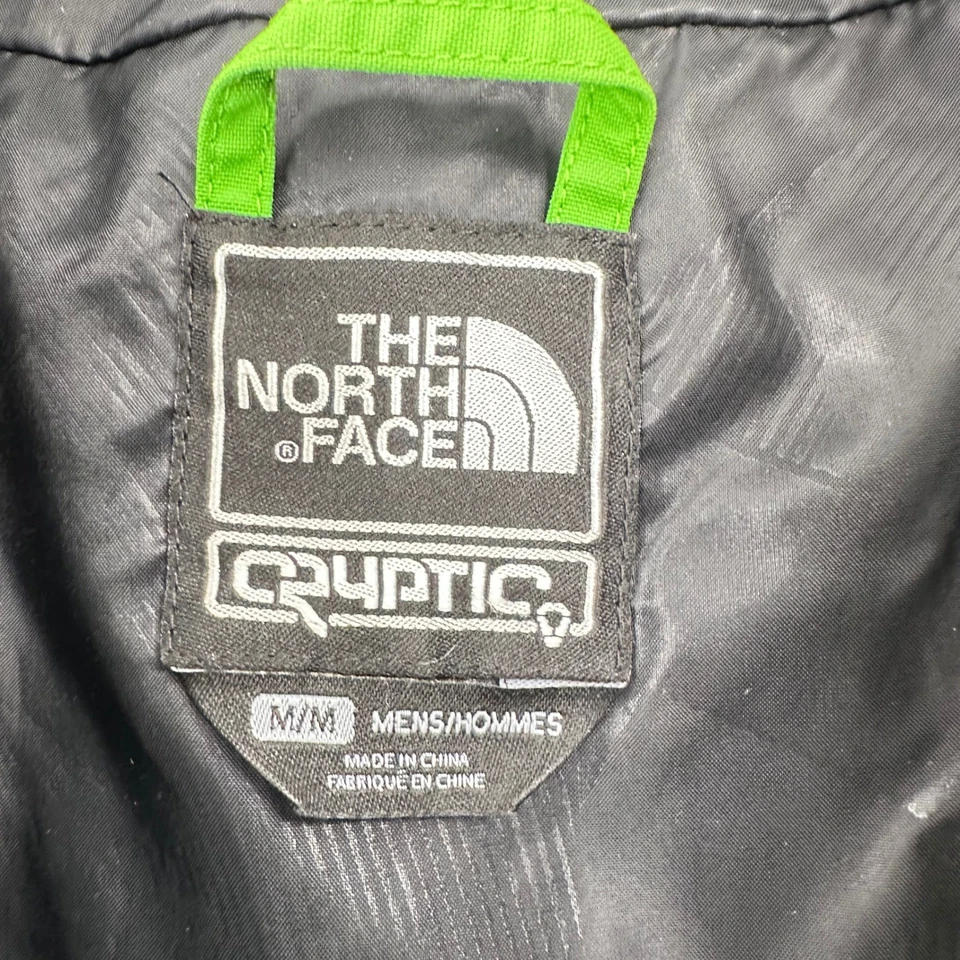 THE
NORTH
® FACE
CRYPTIC
M/M MENS/HOMMES
MADE IN CHINA
FABRIQUÉ EN CHINE